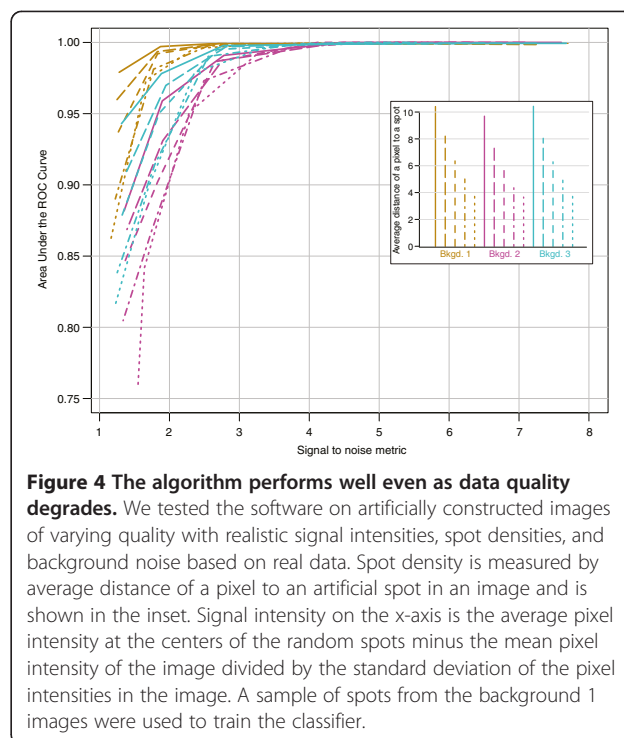 1.00
0.95
0.90
0.85
0.80
0.75
Area Under the ROC Curve
1 2 3 4 5 6 7 8
Signal to noise metric
Average distance of a pixel to a spot
10
8
6
4
2
0
Bkgd. 1 Bkgd. 2 Bkgd. 3
Figure 4 The algorithm performs well even as data quality
degrades. We tested the software on artificially constructed images
of varying quality with realistic signal intensities, spot densities, and
background noise based on real data. Spot density is measured by
average distance of a pixel to an artificial spot in an image and is
shown in the inset. Signal intensity on the x-axis is the average pixel
intensity at the centers of the random spots minus the mean pixel
intensity of the image divided by the standard deviation of the pixel
intensities in the image. A sample of spots from the background 1
images were used to train the classifier.